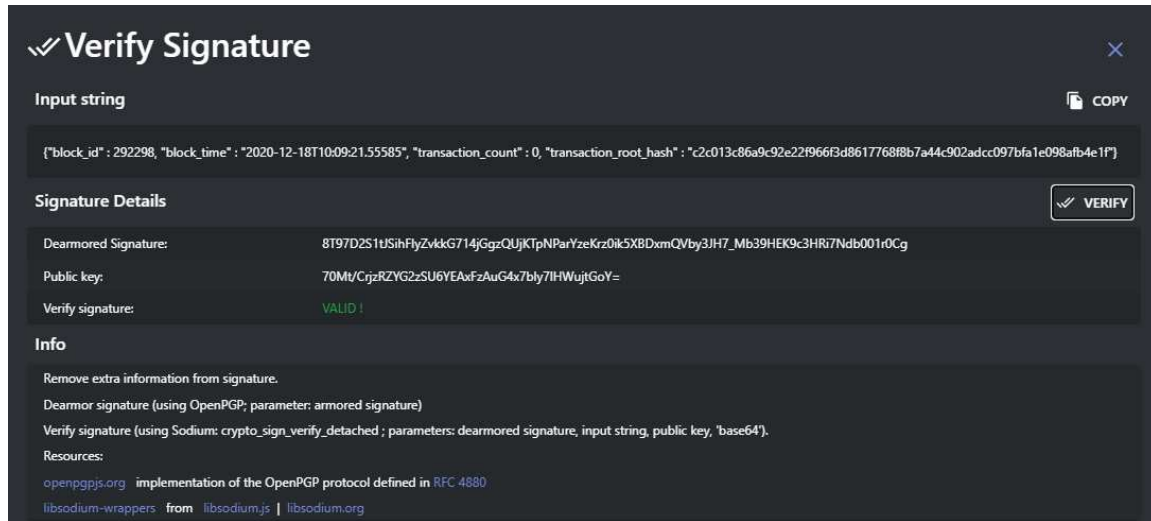 Verify Signature
Input string
COPY
{"block_id" : 292298, "block_time" : "2020-12-18T10:09:21.55585", "transaction_count" : 0, "transaction_root_hash" : "c2c013c86a9c92e22f966f3d8617768f8b7a44c902adcc097bfa1e098afb4e1f"}
Signature Details
VERIFY
Dearmored Signature: 8T97D2S1tJSihFlyZvkkG714jGgzQUjKTpNParYzeKrz0ik5XBDxmQVby3JH7_Mb39HEK9c3HRi7Ndb001r0Cg
Public key: 70Mt/CrjzRZYG2zSU6YEAxFzAuG4x7bly7IHWujtGoY=
Verify signature: VALID !
Info
Remove extra information from signature.
Dearmor signature (using OpenPGP; parameter: armored signature)
Verify signature (using Sodium: crypto_sign_verify_detached ; parameters: dearmored signature, input string, public key, 'base64').
Resources:
openpgpjs.org implementation of the OpenPGP protocol defined in RFC 4880
libsodium-wrappers from libsodium.js | libsodium.org